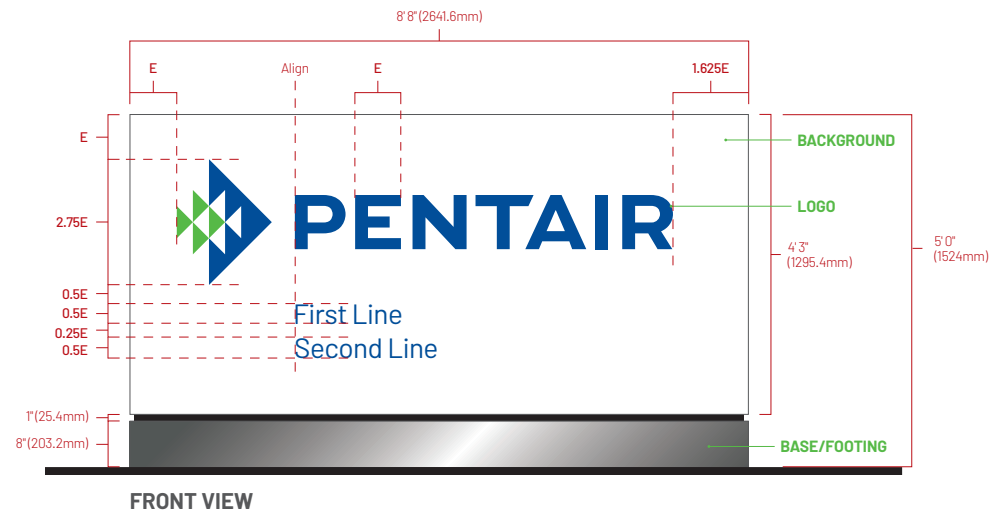 8' 8" (2641.6mm)
E Align E 1.625E
E
BACKGROUND
2.75E
PENTAIR
LOGO
4' 3"
(1295.4mm)
5' 0"
(1524mm)
0.5E
0.5E
First Line
0.25E
0.5E
Second Line
1" (25.4mm)
8" (203.2mm)
BASE/FOOTING
FRONT VIEW